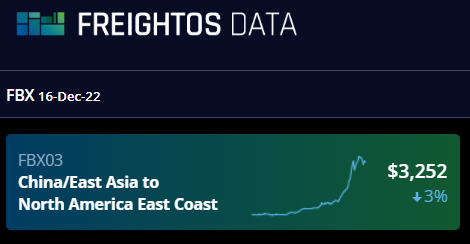 FREIGHTOS DATA
FBX 16-Dec-22
FBX03
China/East Asia to
North America East Coast
$3,252
3%